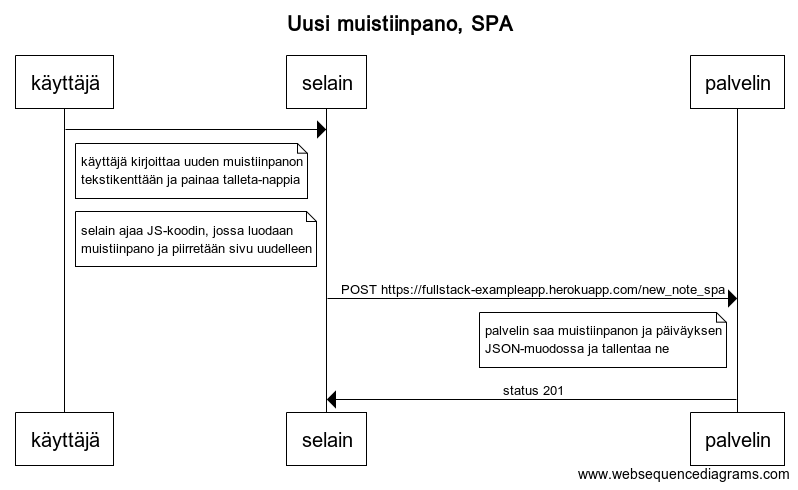 Uusi muistiinpano, SPA
käyttäjä
selain
palvelin
käyttäjä kirjoittaa uuden muistiinpanon
tekstikenttään ja painaa talleta-nappia
selain ajaa JS-koodin, jossa luodaan
muistiinpano ja piirretään sivu uudelleen
POST https://fullstack-exampleapp.herokuapp.com/new_note_spa
palvelin saa muistiinpanon ja päiväyksen
JSON-muodossa ja tallentaa ne
status 201
käyttäjä
selain
palvelin
www.websequencediagrams.com